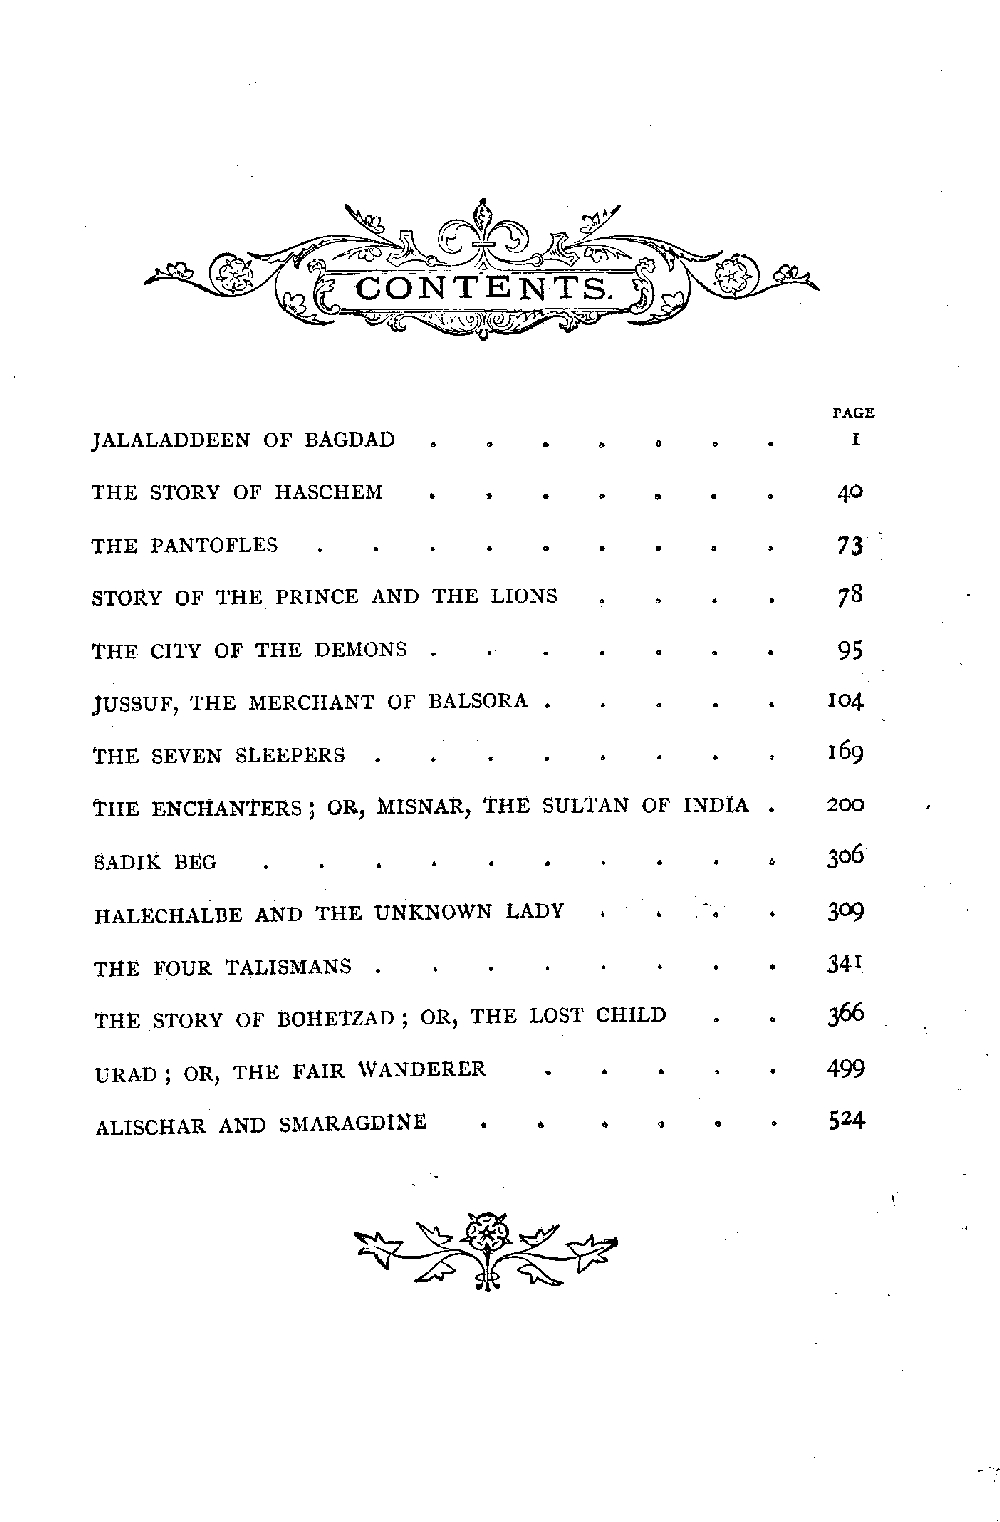 CONTENTS.
PAGE
JALALADDEEN OF BAGDAD . . . . . . . 1
THE STORY OF HASCHEM . . . . . . . 40
THE PANTOFLES . . . . . . . . . 73
STORY OF THE PRINCE AND THE LIONS . . . . 78
THE CITY OF THE DEMONS . . . . . . . 95
JUSSUF, THE MERCHANT OF BALSORA . . . . . 104
THE SEVEN SLEEPERS . . . . . . . . 169
THE ENCHANTERS; OR, MISNAR, THE SULTAN OF INDIA . 200
SADIK BEG . . . . . . . . . . 306
HALECHALBE AND THE UNKNOWN LADY . . . . 309
THE FOUR TALISMANS . . . . . . . . 341
THE STORY OF BOHETZAD; OR, THE LOST CHILD . . 366
URAD; OR, THE FAIR WANDERER . . . . . 499
ALISCHAR AND SMARAGDINE . . . . . . 524